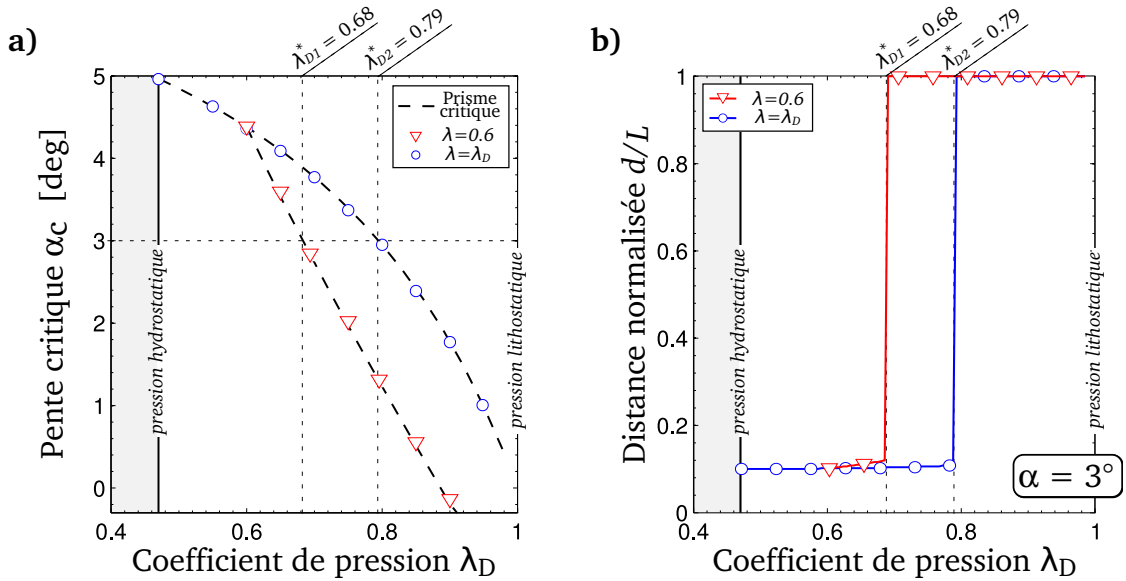 a)
λ*D1 = 0.68
λ*D2 = 0.79
Pente critique αc [deg]
5
4
3
2
1
0
Prisme
critique
λ=0.6
λ=λD
pression hydrostatique
pression lithostatique
0.4
0.6
0.8
1
Coefficient de pression λD
b)
λ*D1 = 0.68
λ*D2 = 0.79
Distance normalisée d/L
1
0.8
0.6
0.4
0.2
0
λ=0.6
λ=λD
pression hydrostatique
pression lithostatique
α = 3°
0.4
0.6
0.8
1
Coefficient de pression λD